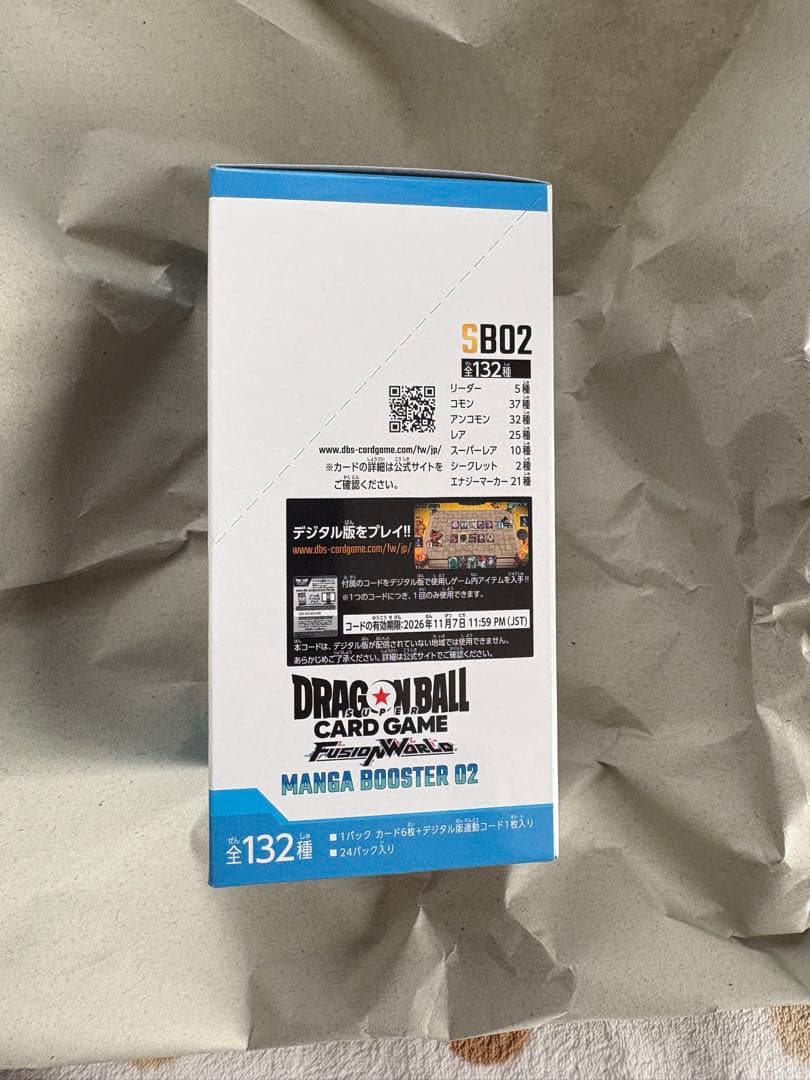 SB02
全132種
リーダー 5種
コモン 37種
アンコモン 32種
レア 25種
www.dbs-cardgame.com/fw/jp/ スーパーレア 10種
※カードの詳細は公式サイトを シークレット 2種
ご確認ください。 エナジーマーカー 21種
デジタル版をプレイ!!
www.dbs-cardgame.com/fw/jp/
付属のコードをデジタル版で使用しゲーム内アイテムを入手!!
※1つのコードにつき、1回のみ使用できます。
コードの有効期限:2026年11月7日 11:59 PM (JST)
本コードは、デジタル版が配信されていない地域では使用できません。
あらかじめご了承ください。詳細は公式サイトでご確認ください。
DRAGON BALL
SUPER
CARD GAME
FUSION WORLD
MANGA BOOSTER 02
全132種
■ 1パック カード6枚+デジタル版連動コード1枚入り
■ 24パック入り